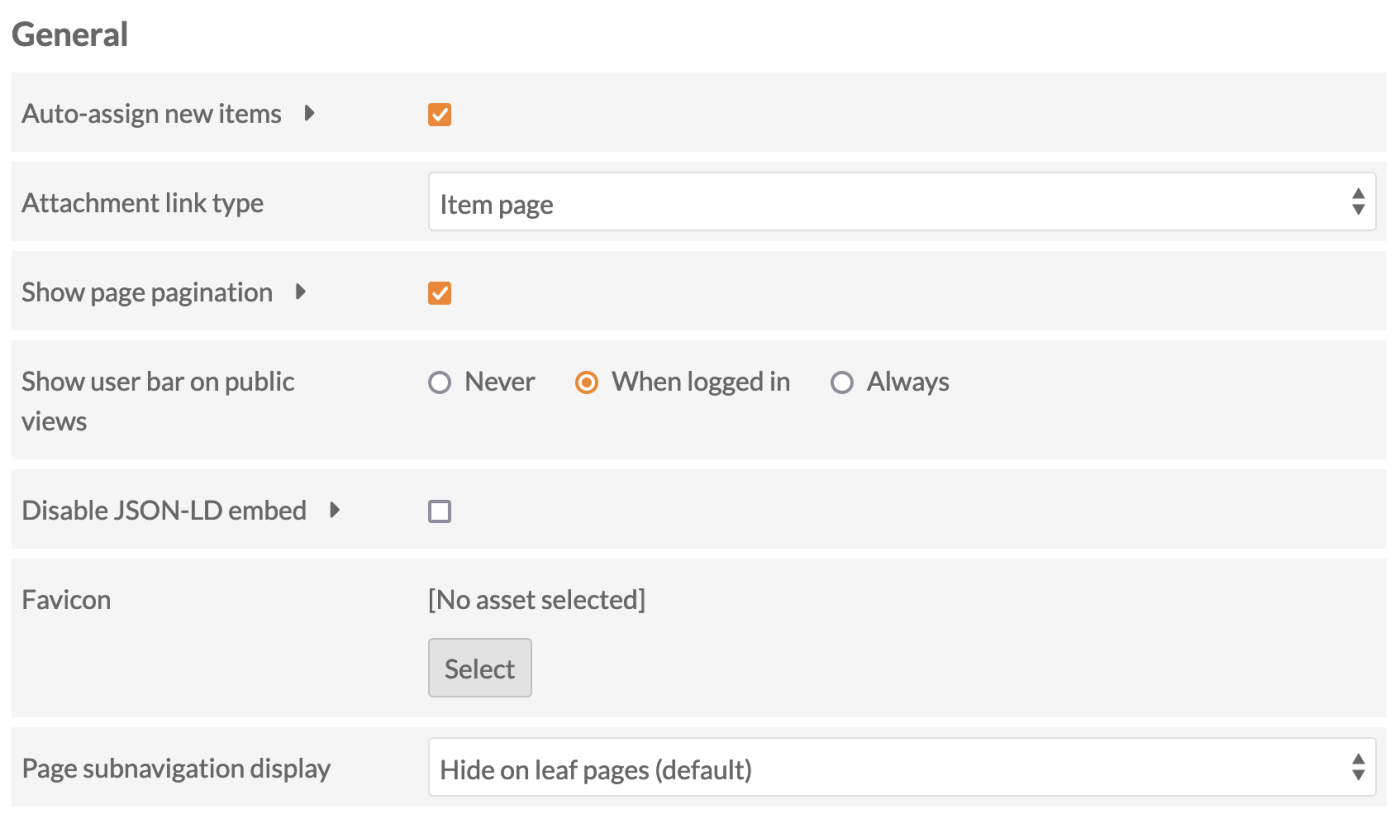 General
Auto-assign new items
Attachment link type
Item page
Show page pagination
Show user bar on public
views
Never
When logged in
Always
Disable JSON-LD embed
Favicon
[No asset selected]
Select
Page subnavigation display
Hide on leaf pages (default)